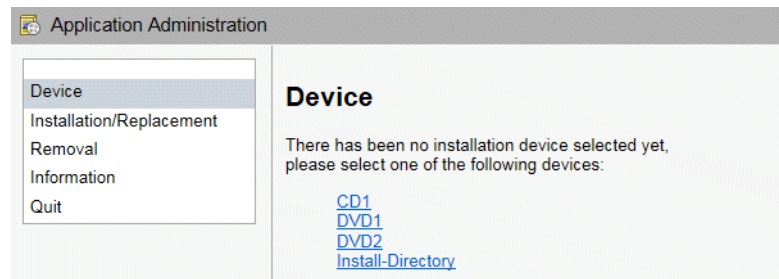 Application Administration
Device
Installation/Replacement
Removal
Information
Quit
Device
There has been no installation device selected yet,
please select one of the following devices:
CD1
DVD1
DVD2
Install-Directory